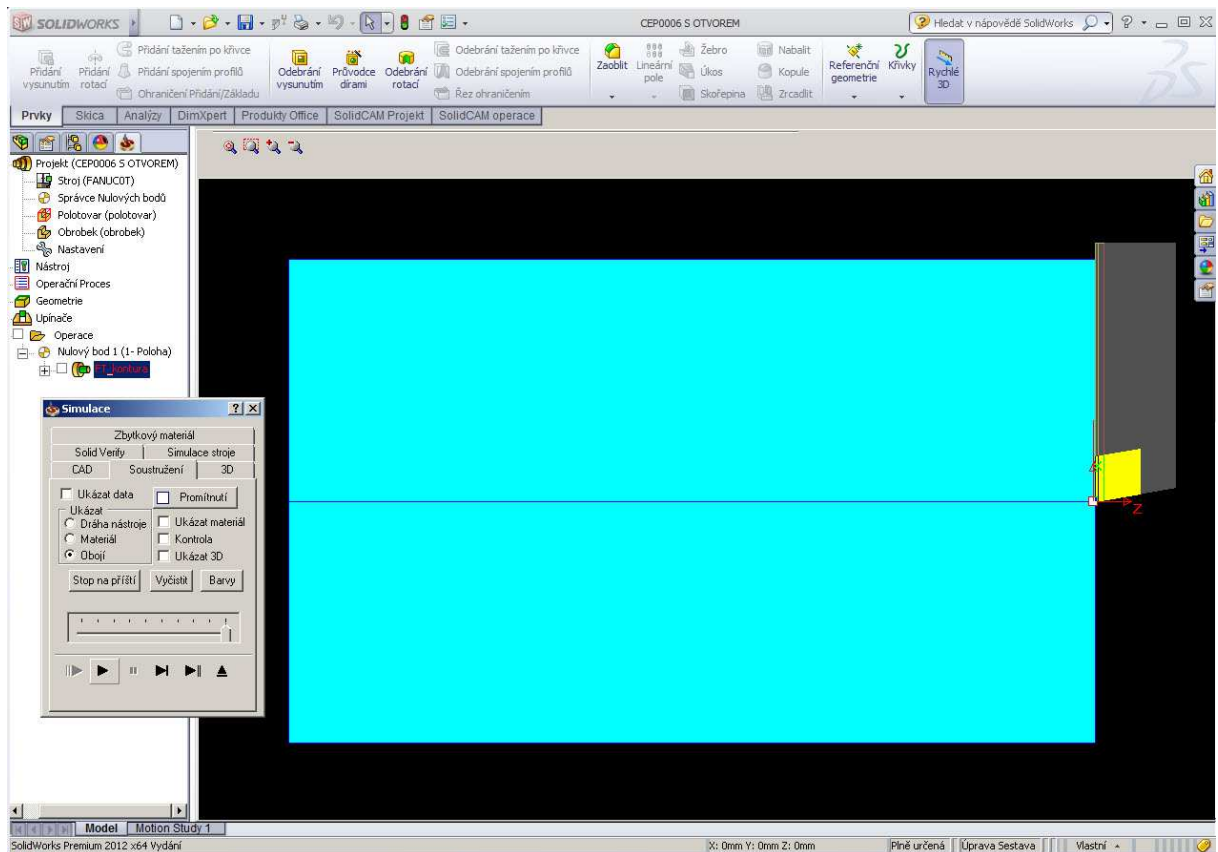 SOLIDWORKS
CEP0006 S OTVOREM
Hledat v nápovědě SolidWorks
Přidání vysunutím
Přidání rotací
Přidání tažením po křivce
Přidání spojením profilů
Ohraničení Přidání/Základu
Odebrání vysunutím
Průvodce dírami
Odebrání rotací
Odebrání tažením po křivce
Odebrání spojením profilů
Řez ohraničením
Zaoblit
Lineární pole
Žebro
Úkos
Skořepina
Nabalit
Kopule
Zrcadlit
Referenční geometrie
Křivky
Rychlé 3D
Prvky Skica Analýzy DimXpert Produkty Office SolidCAM Projekt SolidCAM operace
Projekt (CEP0006 S OTVOREM)
Stroj (FANUC0T)
Správce Nulových bodů
Polotovar (polotovar)
Obrobek (obrobek)
Nastavení
Nástroj
Operační Proces
Geometrie
Upínače
Operace
Nulový bod 1 (1- Poloha)
FT_kontura
Simulace
Zbytkový materiál
Solid Verify Simulace stroje
CAD Soustružení 3D
Ukázat data Promítnutí
Ukázat
Dráha nástroje Ukázat materiál
Materiál Kontrola
Obojí Ukázat 3D
Stop na příští Vyčistit Barvy
X
Z
Model Motion Study 1
SolidWorks Premium 2012 x64 Vydání X: 0mm Y: 0mm Z: 0mm Plně určená Úprava Sestava Vlastní